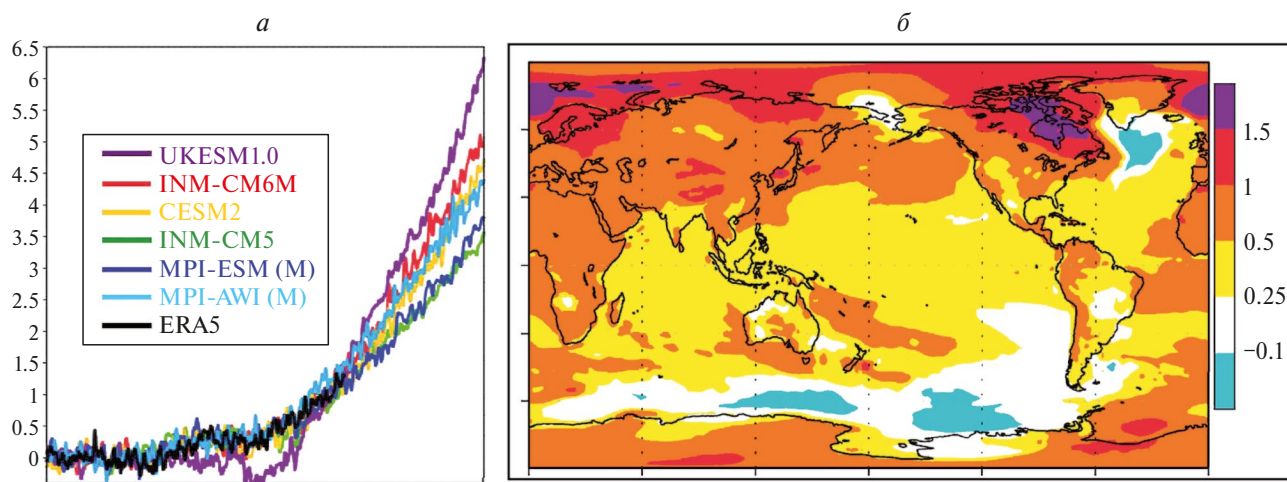 а
б
6.5
6
5.5
5
4.5
4
3.5
3
2.5
2
1.5
1
0.5
0
UKESM1.0
INM-CM6M
CESM2
INM-CM5
MPI-ESM (M)
MPI-AWI (M)
ERA5
1.5
1
0.5
0.25
−0.1